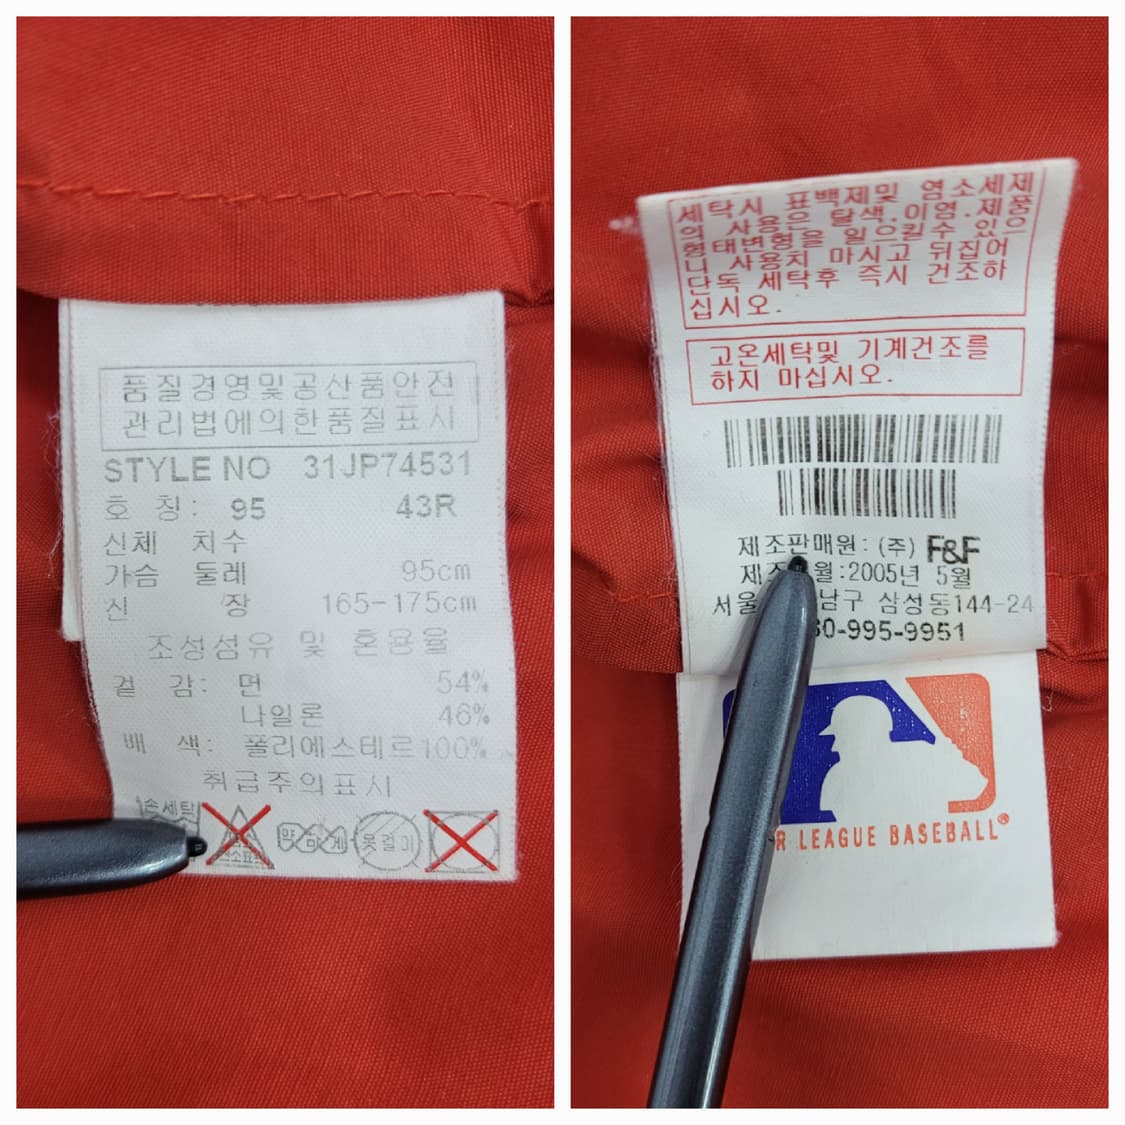 품질경영및공산품안전
관리법에의한품질표시
STYLE NO 31JP74531
호 칭: 95 43R
신체 치수
가슴 둘레 95cm
신 장 165-175cm
조성섬유 및 혼용율
겉 감: 면 54%
나일론 46%
배 색: 폴리에스테르100%
취급주의표시
손세탁
약하게
옷걸이
세탁시 표백제및 염소세제
의 사용은 탈색.이염.제품
형태변형을 일으킬수 있으
니 사용치 마시고 뒤집어
단독 세탁후 즉시 건조하
십시오.
고온세탁및 기계건조를
하지 마십시오.
제조판매원: (주) F&F
제조 월:2005년 5월
서울 남구 삼성동144-24
80-995-9951
R LEAGUE BASEBALL®